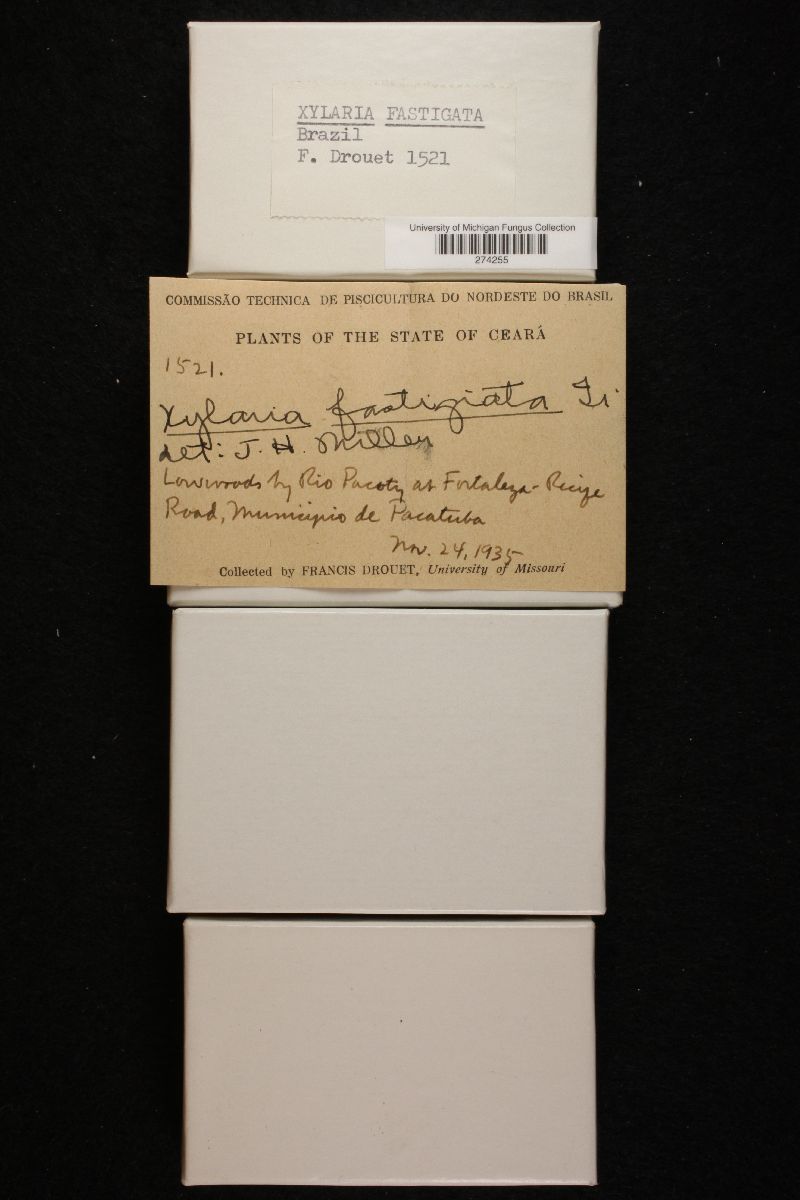 XYLARIA FASTIGATA
Brazil
F. Drouet 1521
University of Michigan Fungus Collection
274255
COMMISSÃO TECHNICA DE PISCICULTURA DO NORDESTE DO BRASIL
PLANTS OF THE STATE OF CEARÁ
1521.
Xylaria fastigiata Fr
det: J. H. Miller
Lowwoods by Rio Pacoty at Fortaleza-Recife
Road, Municipio de Pacatuba
Nov. 24, 1935
Collected by FRANCIS DROUET, University of Missouri